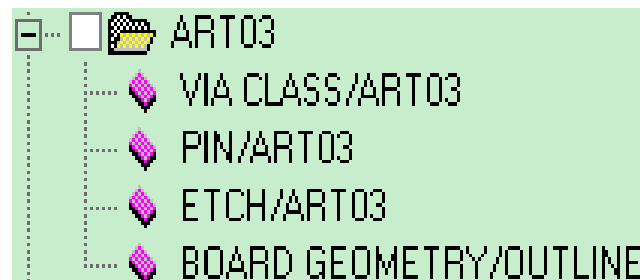 ART03
VIA CLASS/ART03
PIN/ART03
ETCH/ART03
BOARD GEOMETRY/OUTLINE